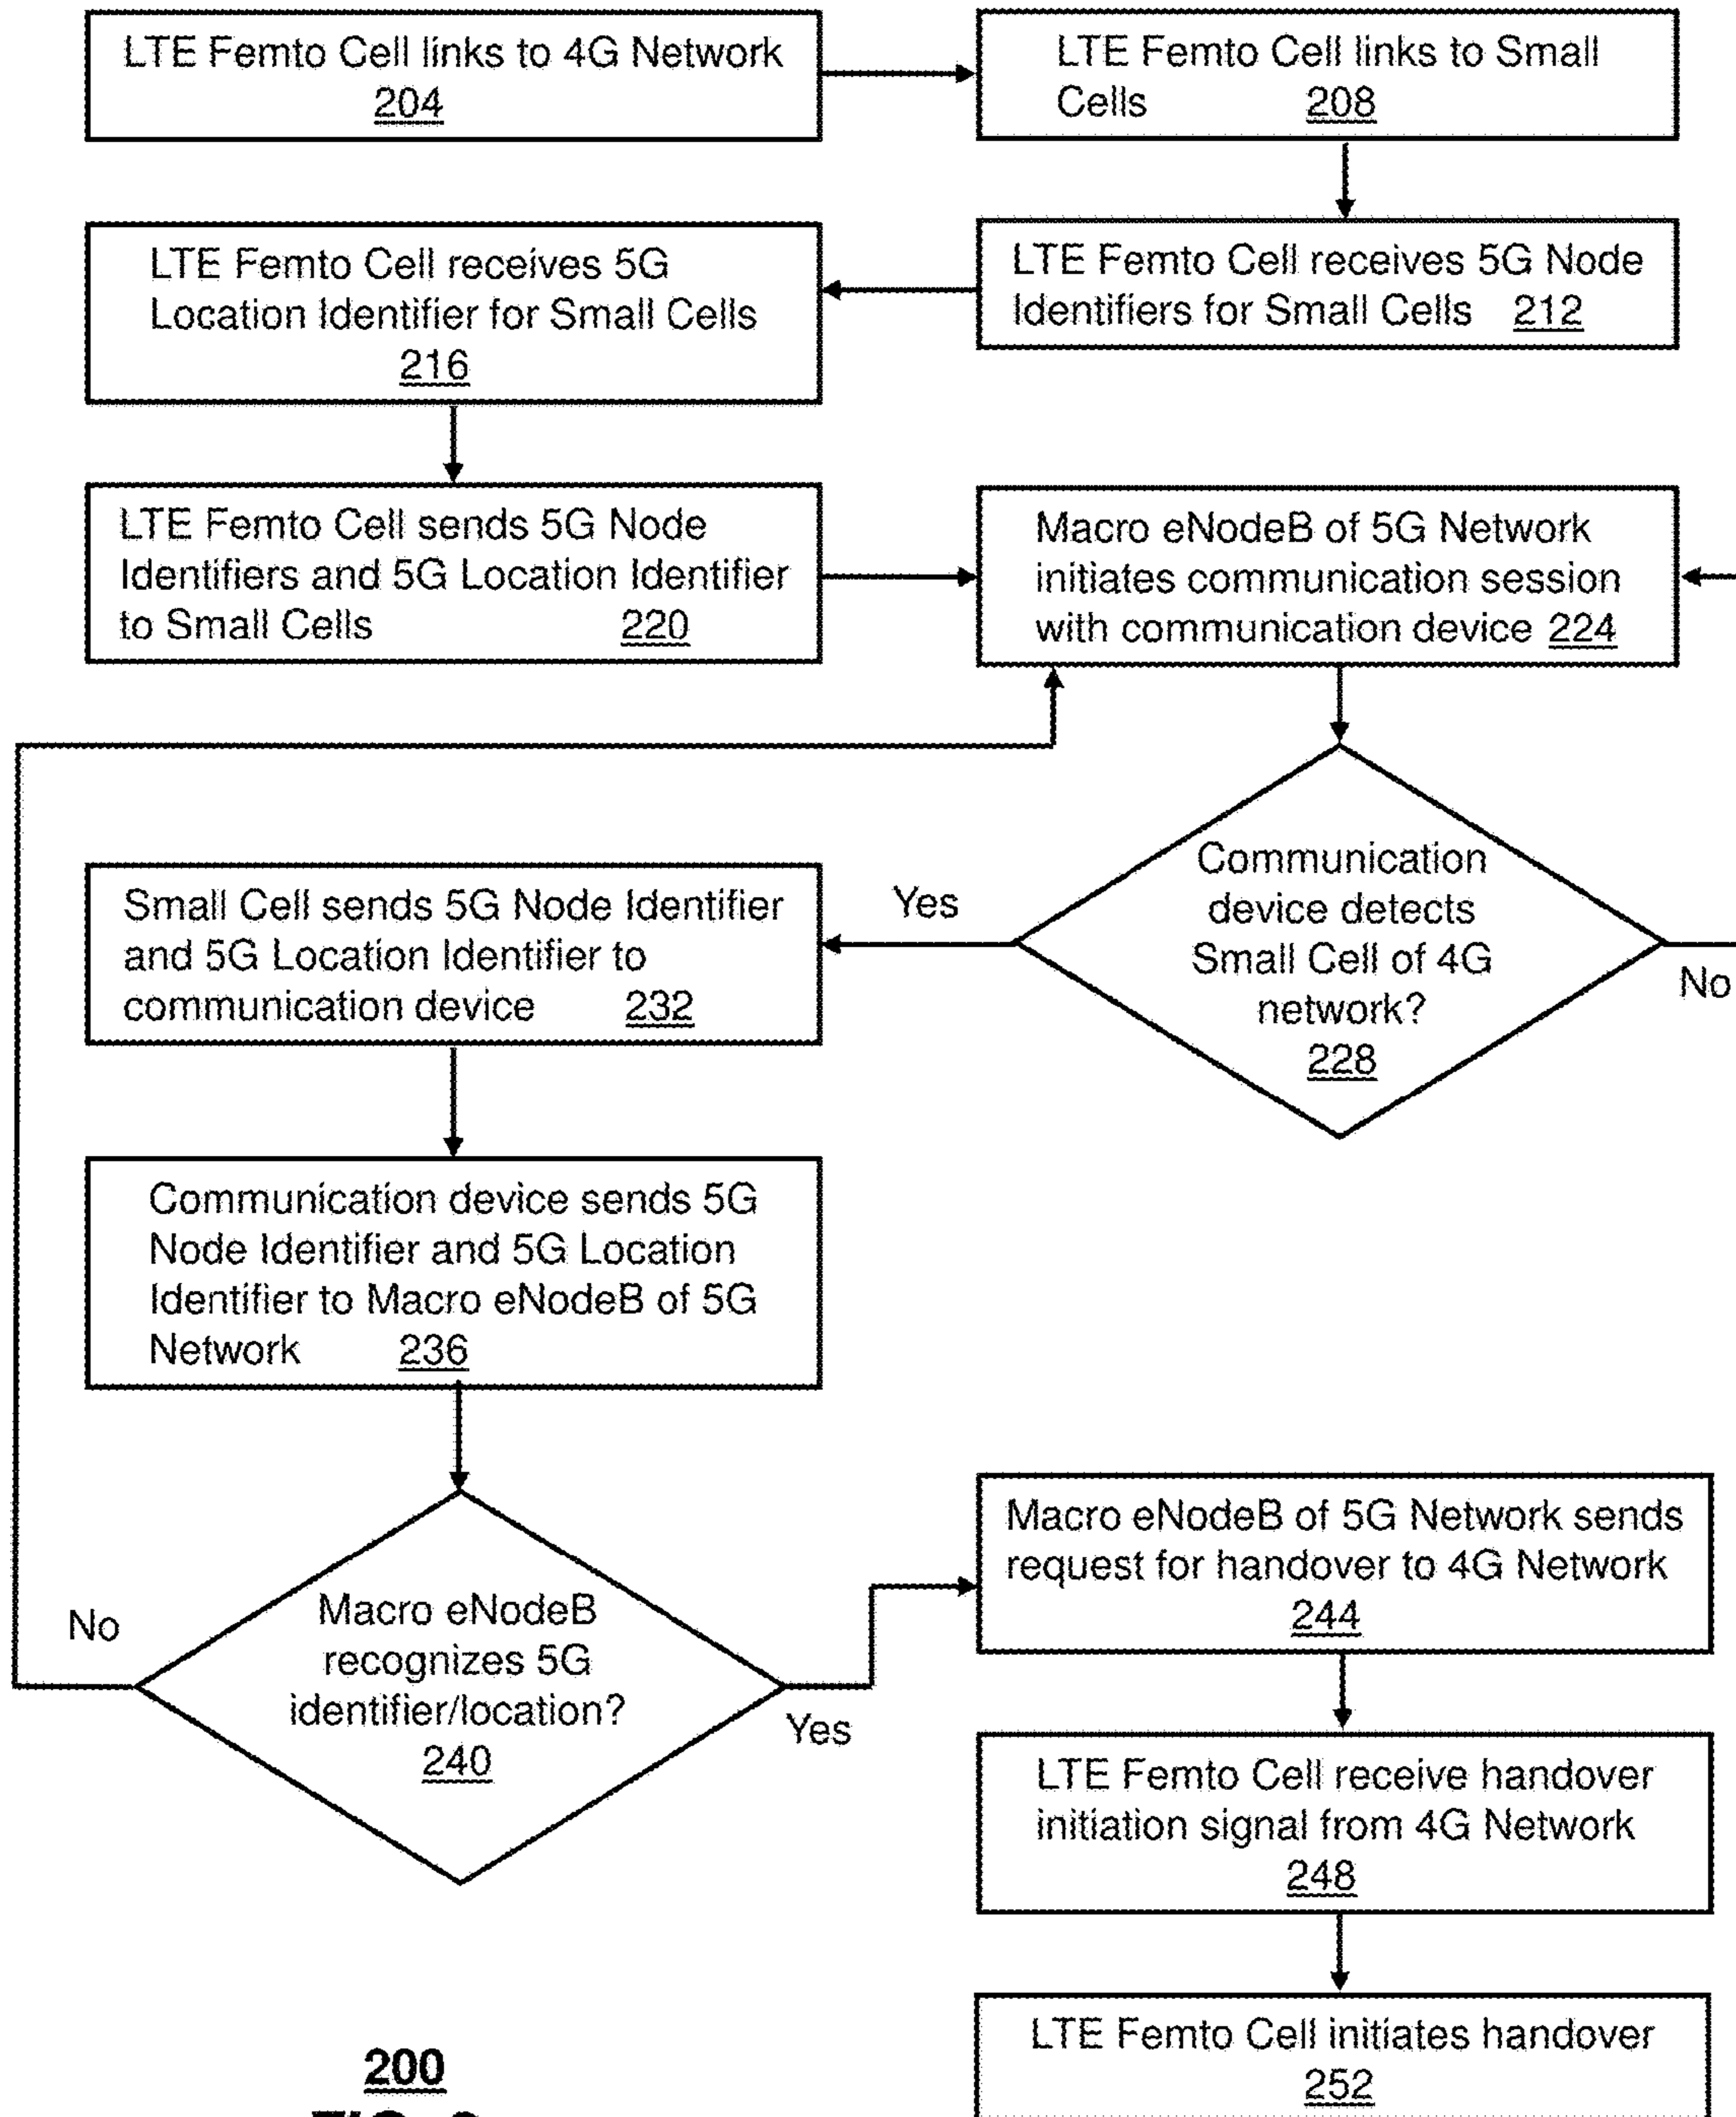 LTE Femto Cell links to 4G Network
204
LTE Femto Cell links to Small
Cells 208
LTE Femto Cell receives 5G Node
Identifiers for Small Cells 212
LTE Femto Cell receives 5G
Location Identifier for Small Cells
216
LTE Femto Cell sends 5G Node
Identifiers and 5G Location Identifier
to Small Cells 220
Macro eNodeB of 5G Network
initiates communication session
with communication device 224
Communication
device detects
Small Cell of 4G
network?
228
Yes
No
Small Cell sends 5G Node Identifier
and 5G Location Identifier to
communication device 232
Communication device sends 5G
Node Identifier and 5G Location
Identifier to Macro eNodeB of 5G
Network 236
Macro eNodeB
recognizes 5G
identifier/location?
240
No
Yes
Macro eNodeB of 5G Network sends
request for handover to 4G Network
244
LTE Femto Cell receive handover
initiation signal from 4G Network
248
LTE Femto Cell initiates handover
252
200